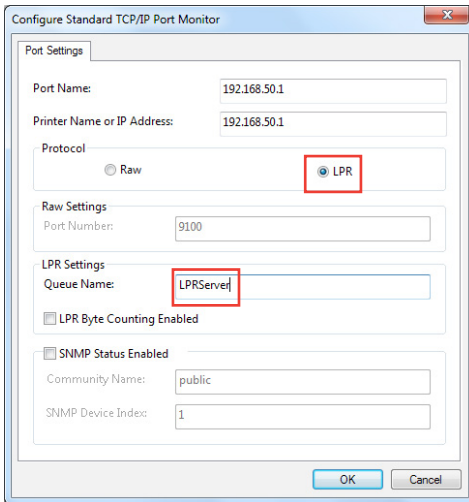 Configure Standard TCP/IP Port Monitor
Port Settings
Port Name: 192.168.50.1
Printer Name or IP Address: 192.168.50.1
Protocol
Raw LPR
Raw Settings
Port Number: 9100
LPR Settings
Queue Name: LPRServer
LPR Byte Counting Enabled
SNMP Status Enabled
Community Name: public
SNMP Device Index: 1
OK Cancel